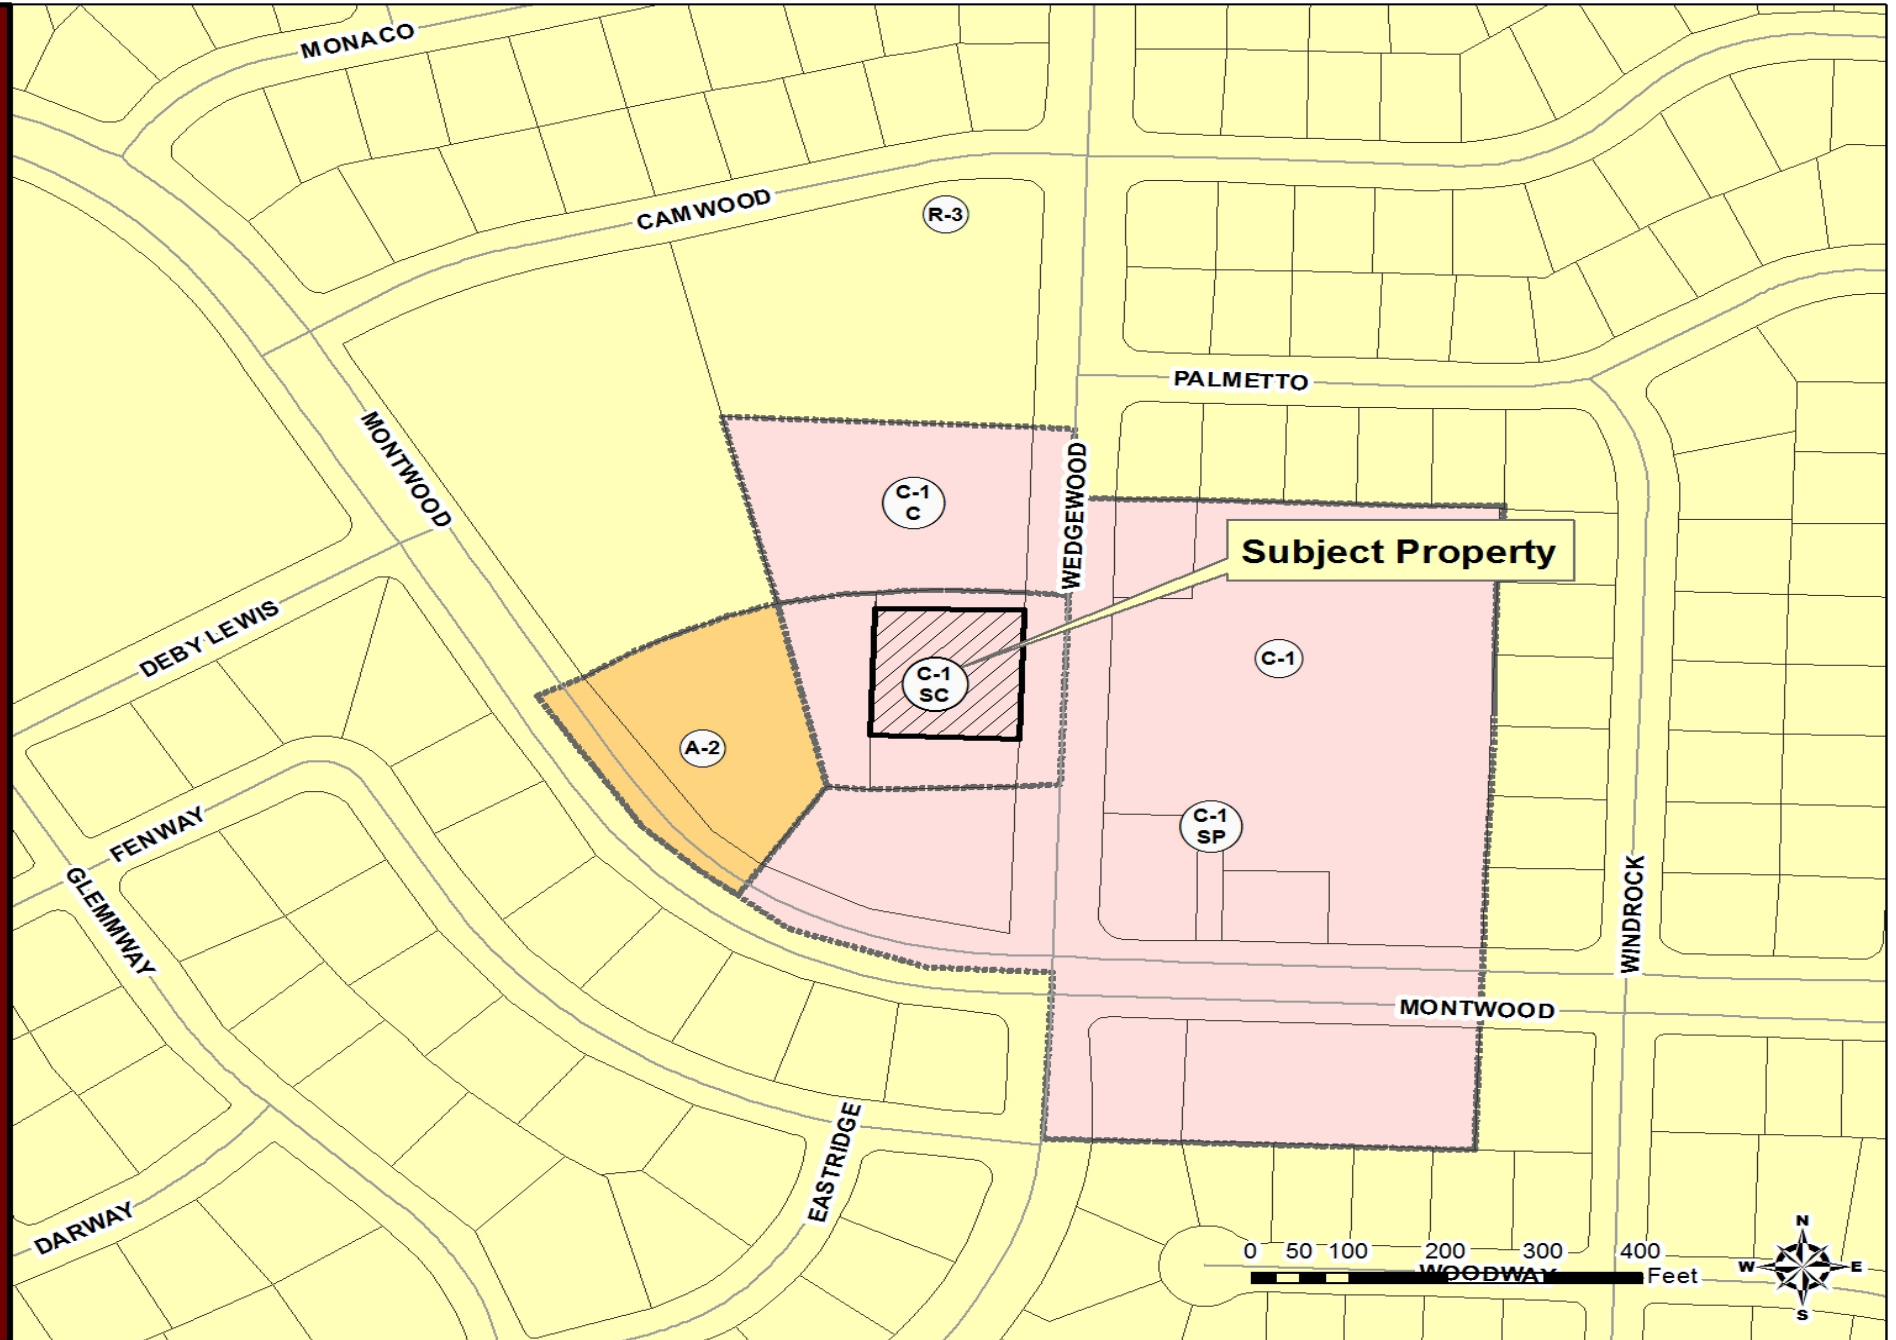 MONACO
CAMWOOD
R-3
PALMETTO
MONTWOOD
WEDGEWOOD
C-1
C
Subject Property
DEBY LEWIS
C-1
SC
C-1
A-2
FENWAY
C-1
SP
GLEMMWAY
WINDROCK
MONTWOOD
EASTRIDGE
DARWAY
N
W E
S
0 50 100 200 300 400
WOODWAY
Feet